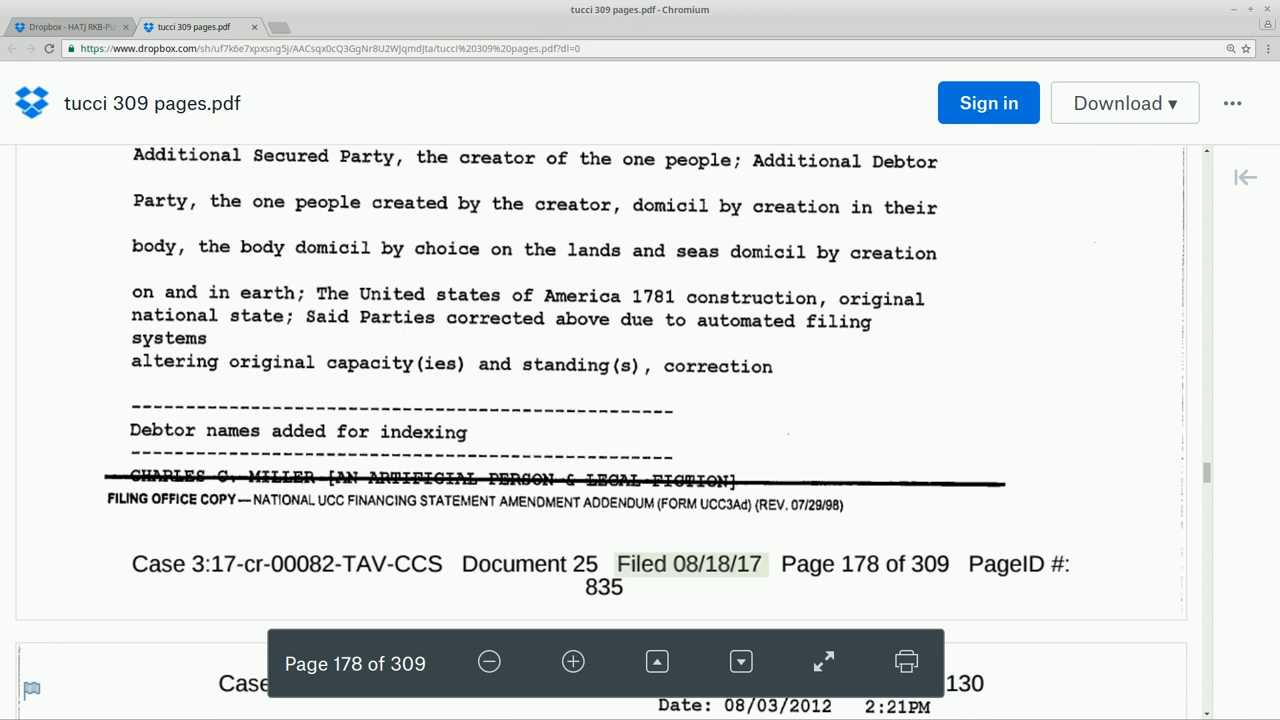 tucci 309 pages.pdf - Chromium
Dropbox - HATJ RKB-Pu
tucci 309 pages.pdf
https://www.dropbox.com/sh/uf7k6e7xpxsng5j/AACsqx0cQ3GgNr8U2WJqmdJta/tucci%20309%20pages.pdf?dl=0
tucci 309 pages.pdf
Sign in
Download
Additional Secured Party, the creator of the one people; Additional Debtor
Party, the one people created by the creator, domicil by creation in their
body, the body domicil by choice on the lands and seas domicil by creation
on and in earth; The United states of America 1781 construction, original
national state; Said Parties corrected above due to automated filing
systems
altering original capacity(ies) and standing(s), correction
--------------------------------------------------
Debtor names added for indexing
--------------------------------------------------
CHARLES C. MILLER [AN ARTIFICIAL PERSON & LEGAL FICTION]
FILING OFFICE COPY — NATIONAL UCC FINANCING STATEMENT AMENDMENT ADDENDUM (FORM UCC3Ad) (REV. 07/29/98)
Case 3:17-cr-00082-TAV-CCS Document 25 Filed 08/18/17 Page 178 of 309 PageID #:
835
Page 178 of 309
Case
130
Date: 08/03/2012 2:21PM